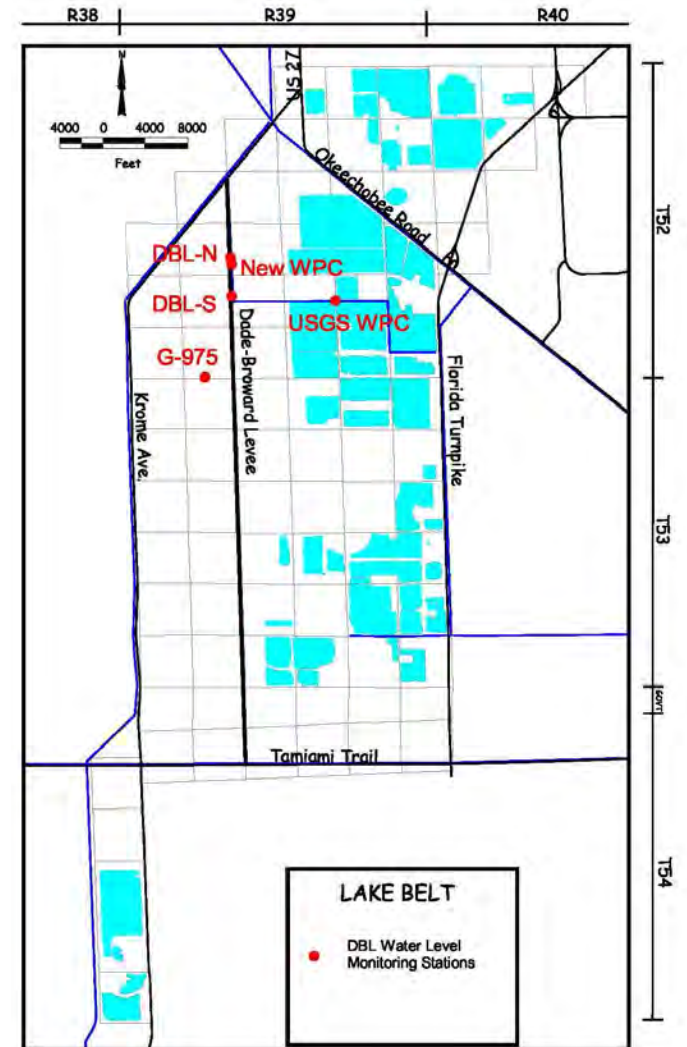 R38 R39 R40
N
US 27
4000 0 4000 8000
Feet
Okeechobee Road
T52
DBL-N
New WPC
DBL-S
USGS WPC
G-975
Dade-Broward Levee
Florida Turnpike
Krome Ave.
T53
GOVT
Tamiami Trail
T54
LAKE BELT
DBL Water Level
Monitoring Stations